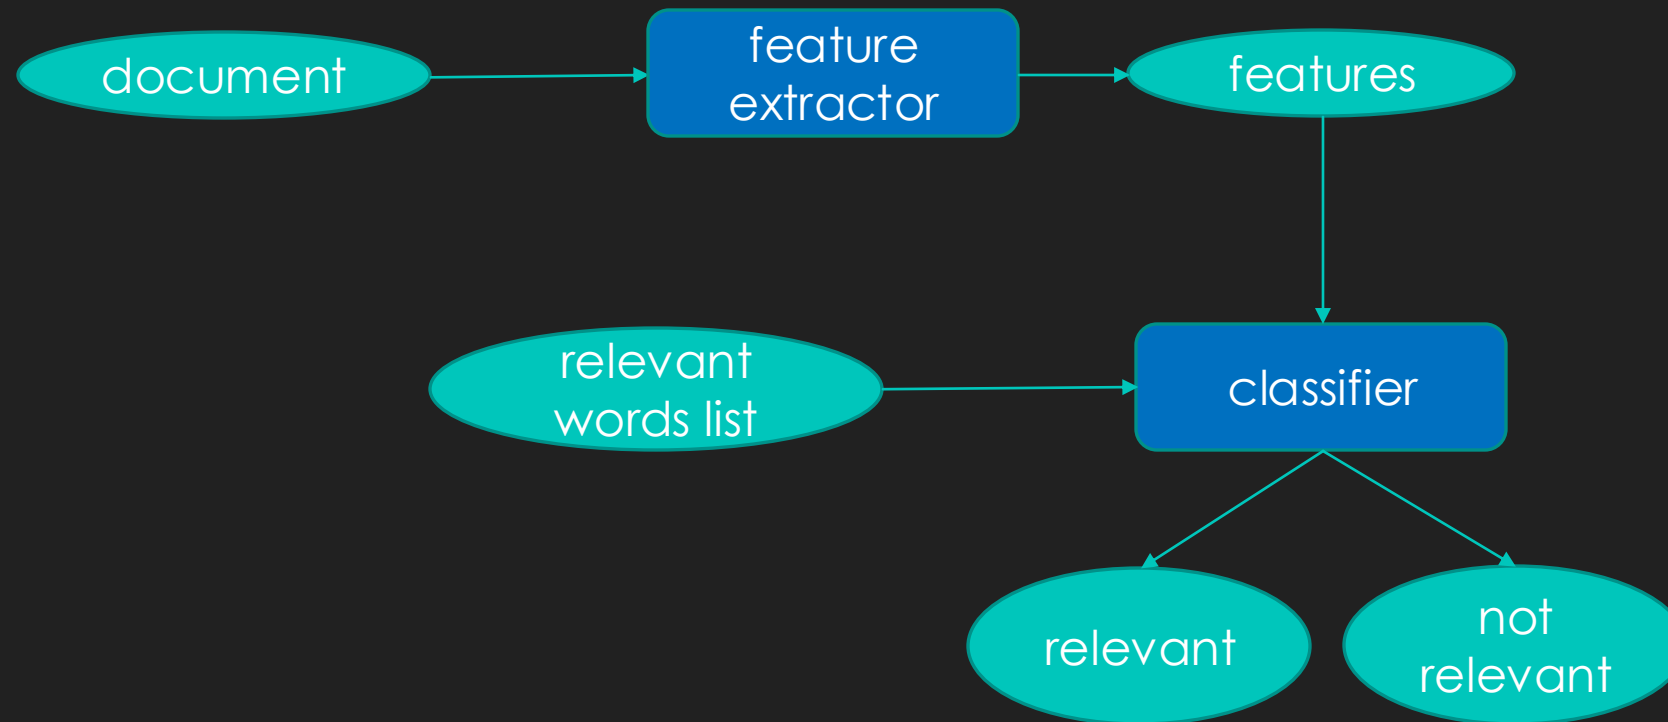 document
feature
extractor
features
relevant
words list
classifier
relevant
not
relevant